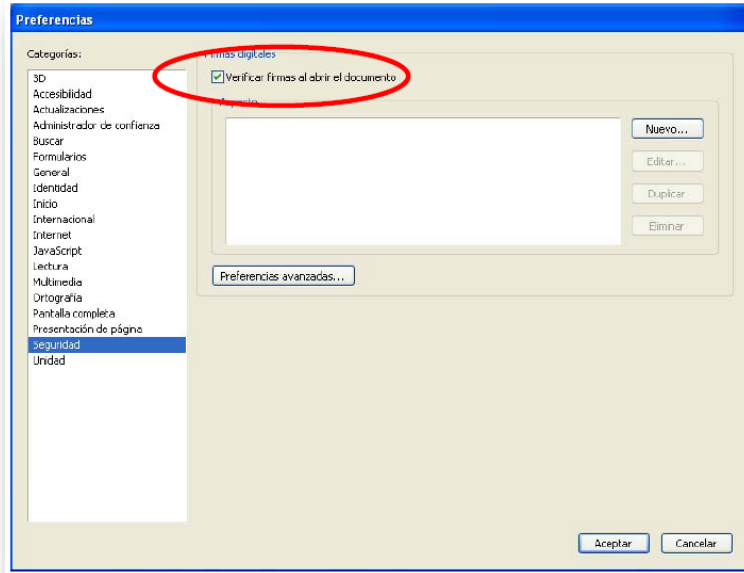 Preferencias
Categorías:
3D
Accesibilidad
Actualizaciones
Administrador de confianza
Buscar
Formularios
General
Identidad
Inicio
Internacional
Internet
JavaScript
Lectura
Multimedia
Ortografía
Pantalla completa
Presentación de página
Seguridad
Unidad
Firmas digitales
Verificar firmas al abrir el documento
Aspecto
Nuevo...
Editar...
Duplicar
Eliminar
Preferencias avanzadas...
Aceptar
Cancelar